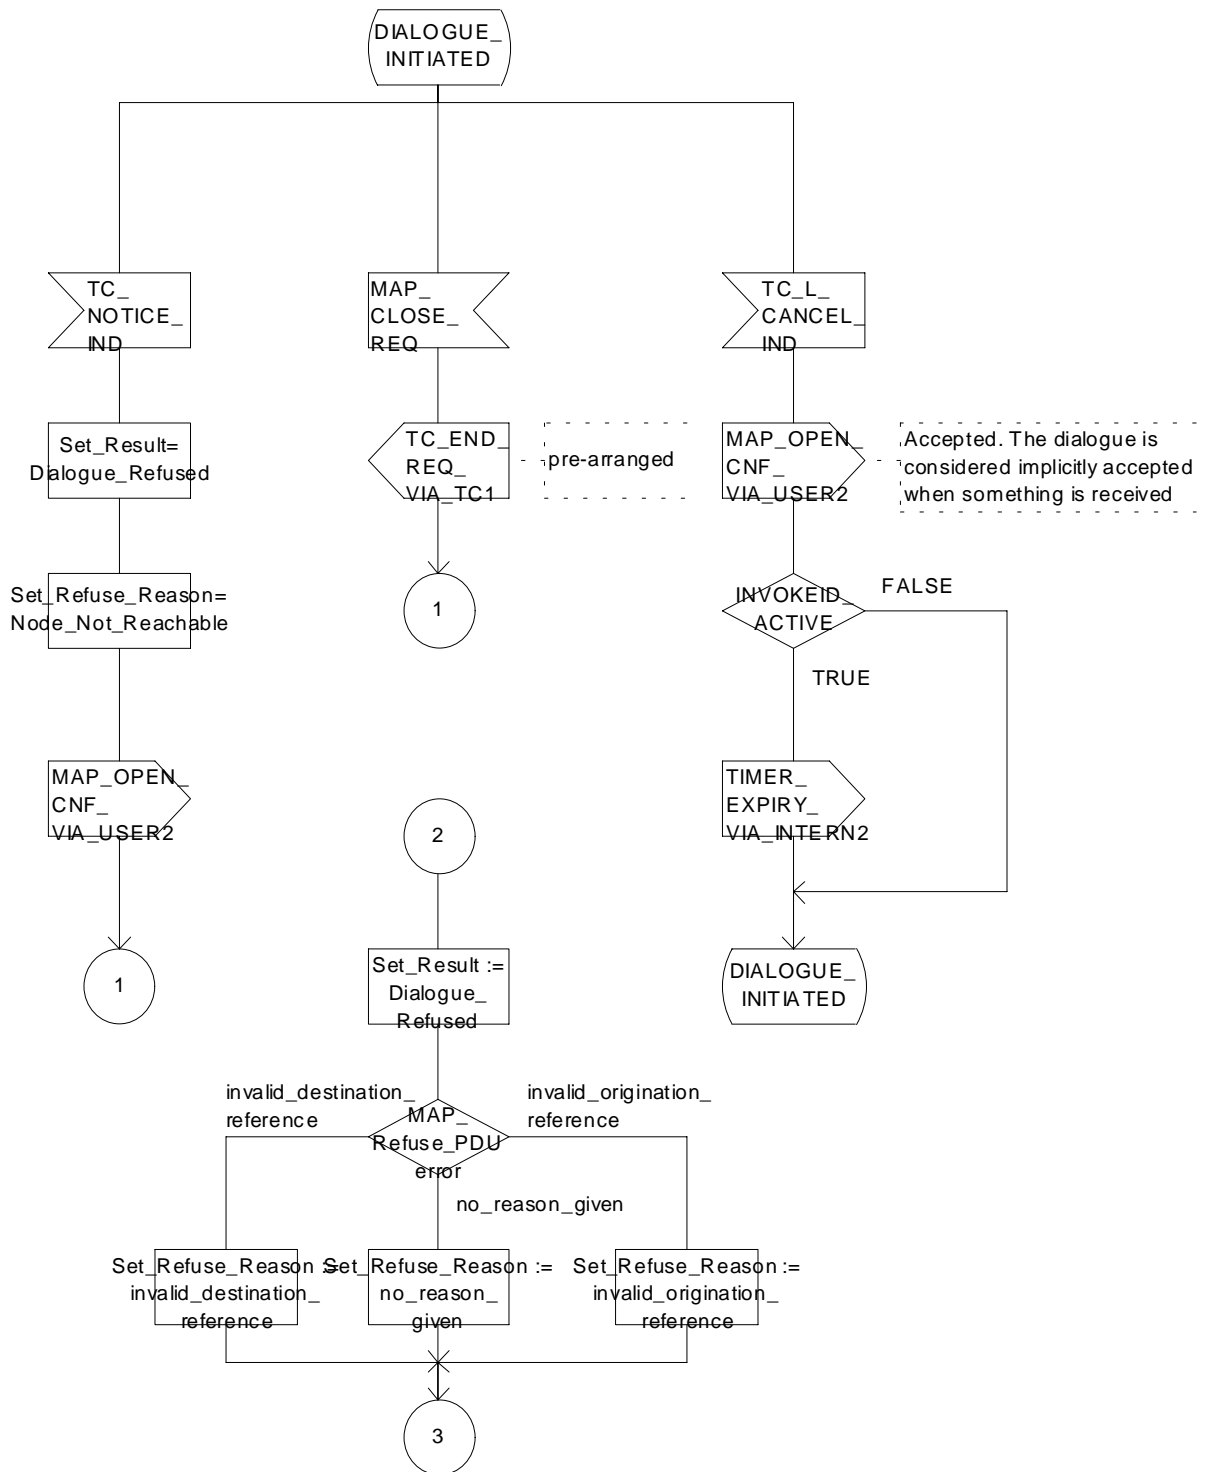 DIALOGUE_
INITIATED
TC_
NOTICE_
IND
MAP_
CLOSE_
REQ
TC_L_
CANCEL_
IND
Set_Result=
Dialogue_Refused
TC_END_
REQ_
VIA_TC1
pre-arranged
MAP_OPEN_
CNF_
VIA_USER2
Accepted. The dialogue is
considered implicitly accepted
when something is received
Set_Refuse_Reason=
Node_Not_Reachable
1
INVOKEID_
ACTIVE
FALSE
TRUE
MAP_OPEN_
CNF_
VIA_USER2
2
TIMER_
EXPIRY_
VIA_INTERN2
1
Set_Result :=
Dialogue_
Refused
DIALOGUE_
INITIATED
invalid_destination_
reference
MAP_
Refuse_PDU
error
invalid_origination_
reference
no_reason_given
Set_Refuse_Reason :=
invalid_destination_
reference
Set_Refuse_Reason :=
no_reason_
given
Set_Refuse_Reason :=
invalid_origination_
reference
3